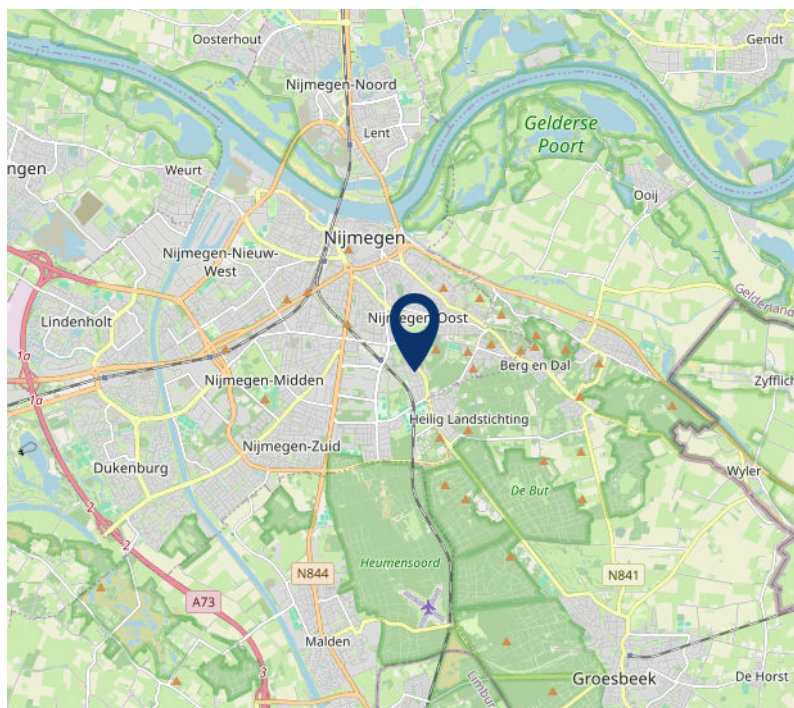 Oosterhout
Gendt
Nijmegen-Noord
Lent
Gelderse
Poort
ngen
Weurt
Ooij
Nijmegen
Nijmegen-Nieuw-
West
Gelderland
Lindenholt
Nijmegen-Oost
1a
Berg en Dal
Zyfflich
Nijmegen-Midden
1a
Heilig Landstichting
Nijmegen-Zuid
Dukenburg
Wyler
De But
2
2
Heumensoord
N844
N841
A73
Malden
3
Groesbeek
De Horst
Limburg